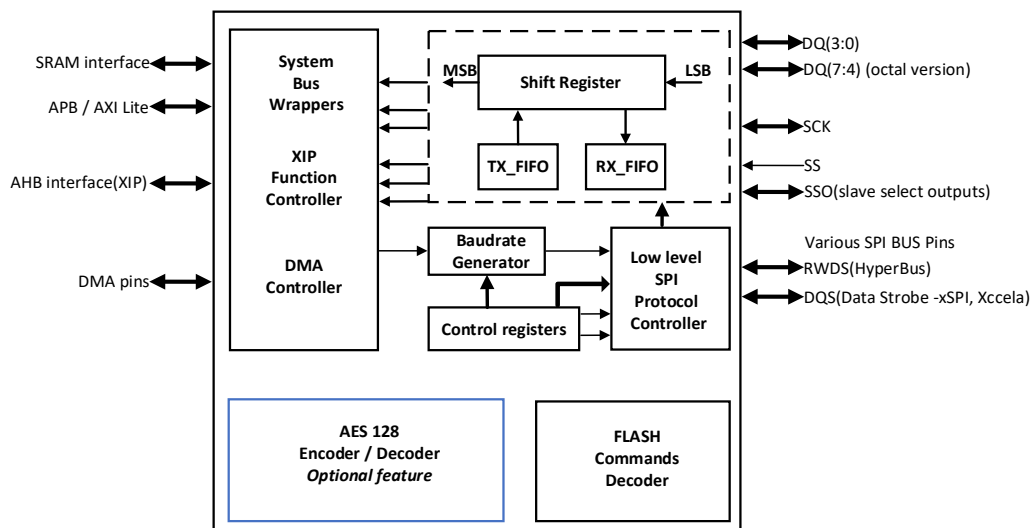 SRAM interface
APB / AXI Lite
AHB interface(XIP)
DMA pins
System
Bus
Wrappers
XIP
Function
Controller
DMA
Controller
MSB
Shift Register
LSB
TX_FIFO
RX_FIFO
Baudrate
Generator
Control registers
Low level
SPI
Protocol
Controller
DQ(3:0)
DQ(7:4) (octal version)
SCK
SS
SSO(slave select outputs)
Various SPI BUS Pins
RWDS(HyperBus)
DQS(Data Strobe -xSPI, Xccela)
AES 128
Encoder / Decoder
Optional feature
FLASH
Commands
Decoder